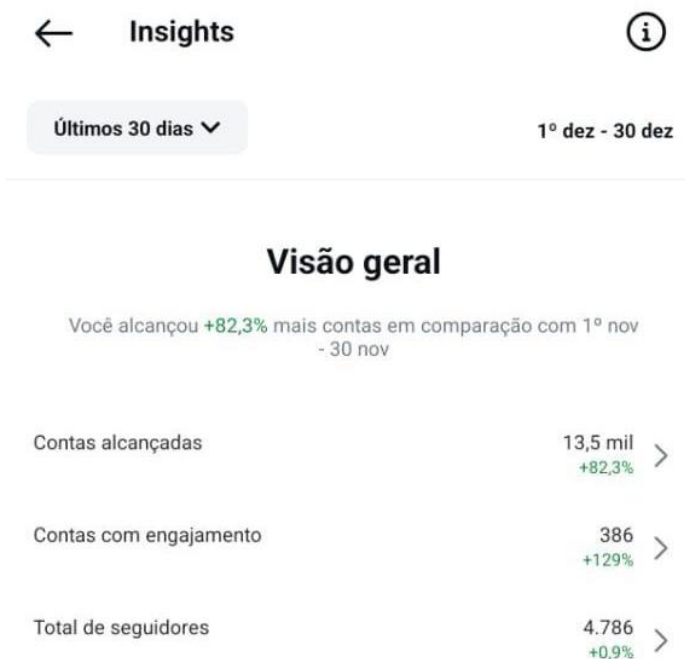 Insights
Últimos 30 dias
1º dez - 30 dez
Visão geral
Você alcançou +82,3% mais contas em comparação com 1º nov
- 30 nov
Contas alcançadas
13,5 mil
+82,3%
Contas com engajamento
386
+129%
Total de seguidores
4.786
+0,9%